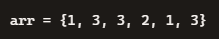 arr = {1, 3, 3, 2, 1, 3}